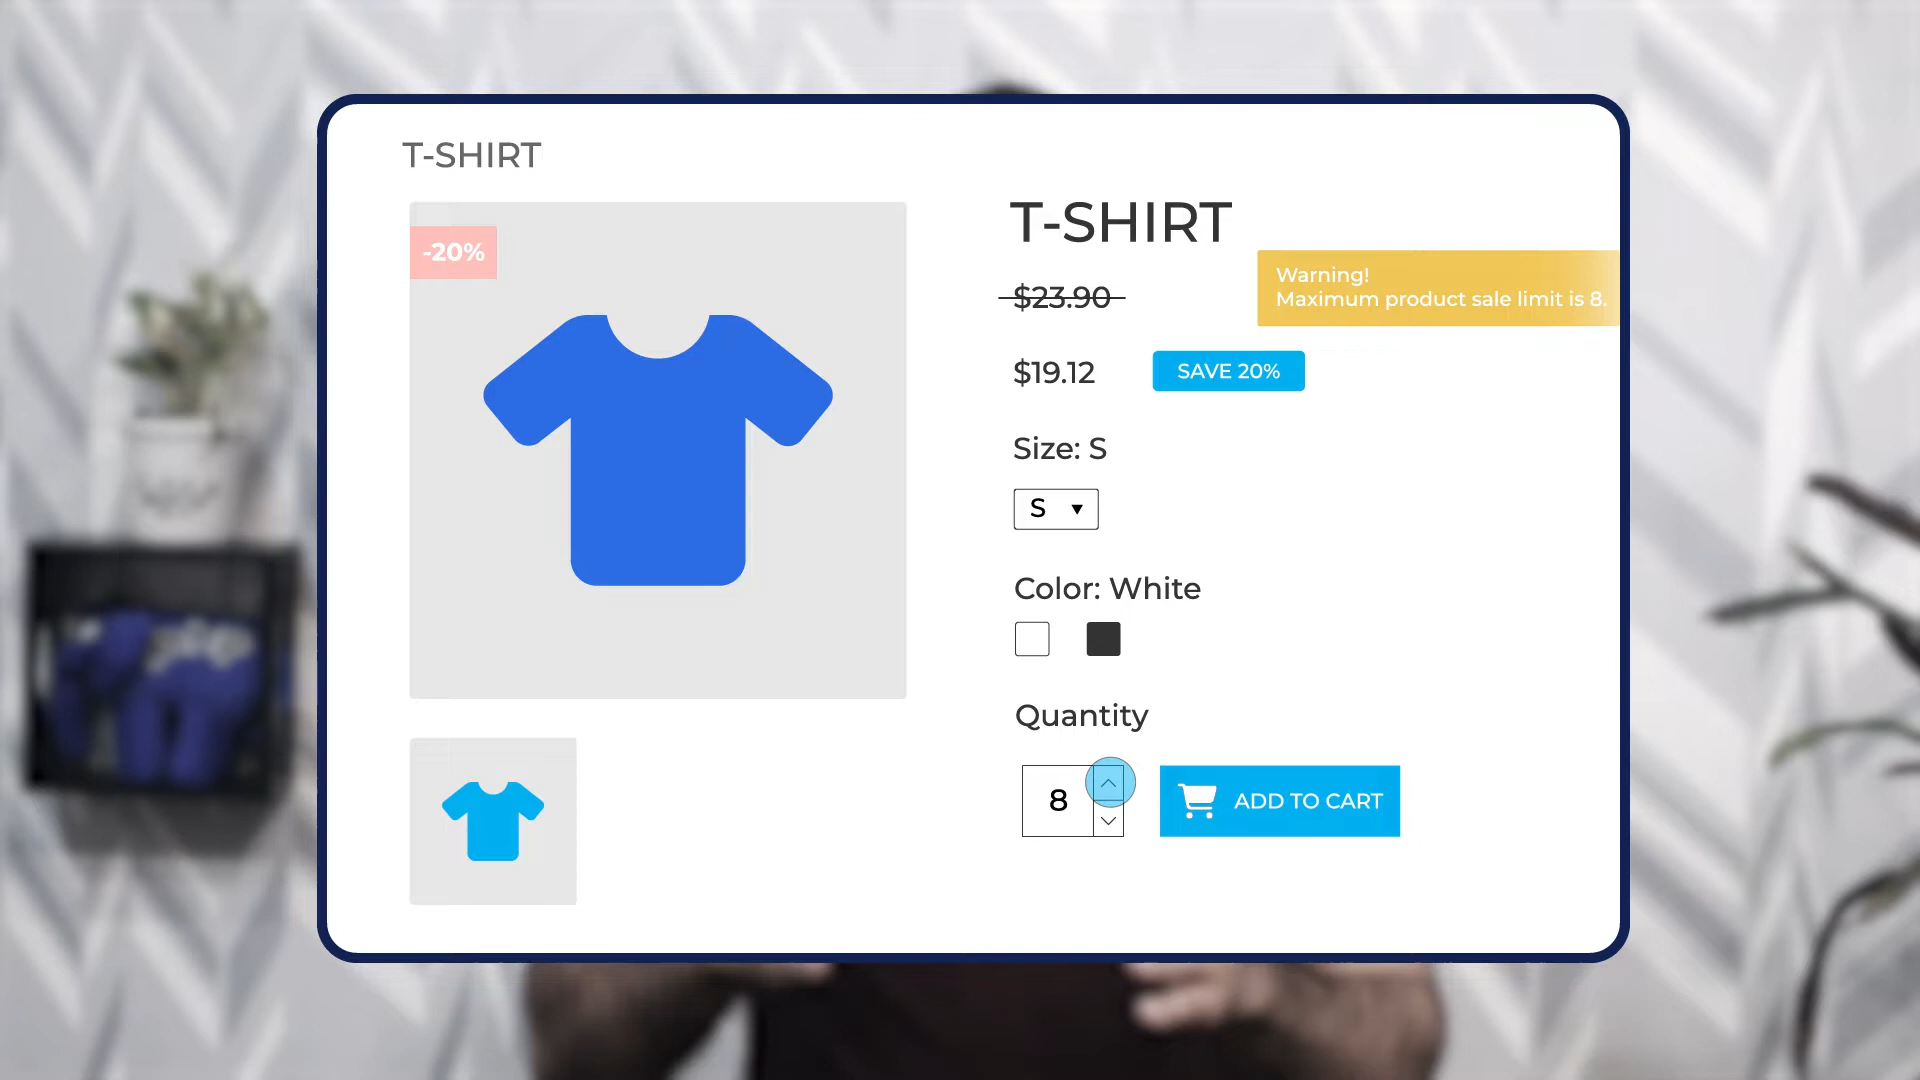 T-SHIRT
-20%
T-SHIRT
$23.90
Warning!
Maximum product sale limit is 8.
$19.12
SAVE 20%
Size: S
S
Color: White
Quantity
8
ADD TO CART